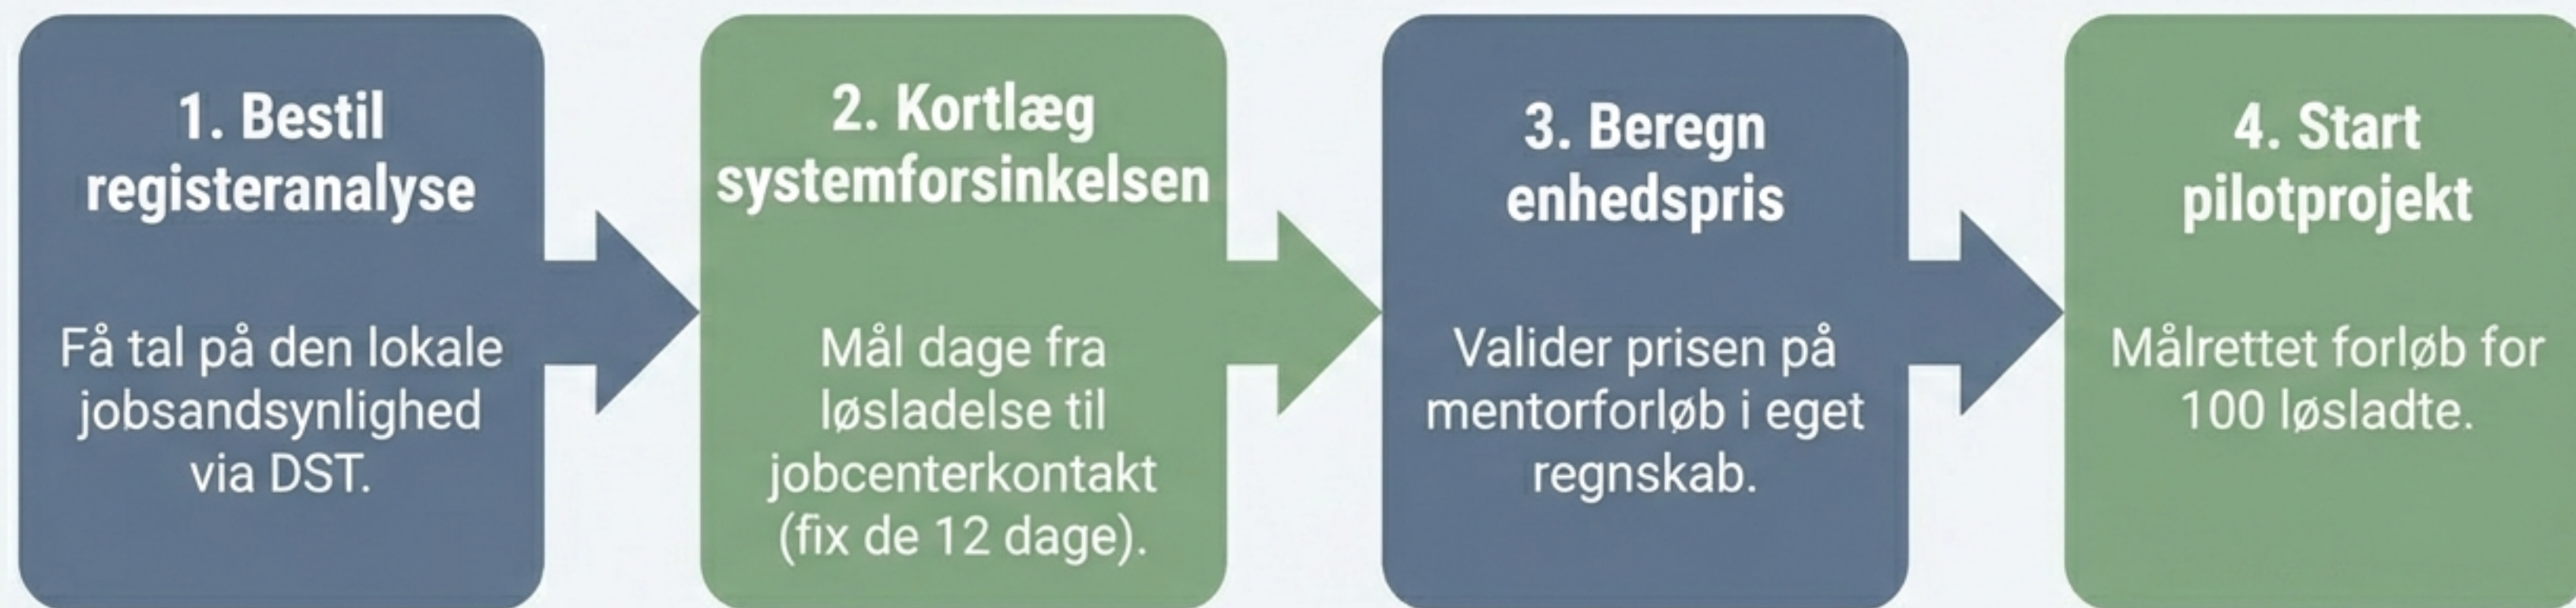 1. Bestil
registeranalyse
Få tal på den lokale
jobsandsynlighed
via DST.
2. Kortlæg
systemforsinkelsen
Mål dage fra
løsladelse til
jobcenterkontakt
(fix de 12 dage).
3. Beregn
enhedspris
Valider prisen på
mentorforløb i eget
regnskab.
4. Start
pilotprojekt
Målrettet forløb for
100 løsladte.